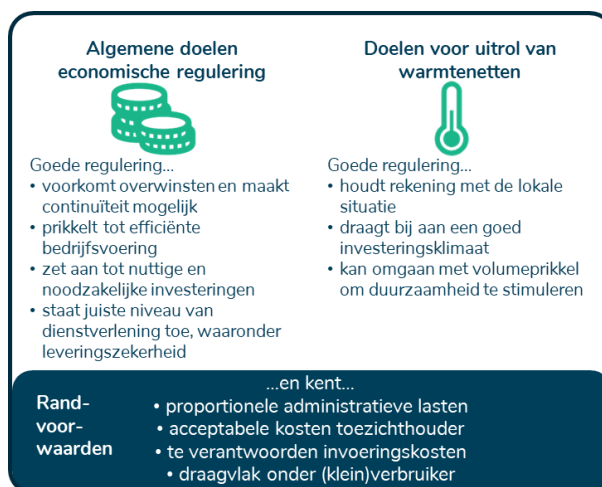 Algemene doelen
economische regulering
Goede regulering...
• voorkomt overwinsten en maakt
continuïteit mogelijk
• prikkelt tot efficiënte
bedrijfsvoering
• zet aan tot nuttige en
noodzakelijke investeringen
• staat juiste niveau van
dienstverlening toe, waaronder
leveringszekerheid
Doelen voor uitrol van
warmtenetten
Goede regulering...
• houdt rekening met de lokale
situatie
• draagt bij aan een goed
investeringsklimaat
• kan omgaan met volumeprikkel
om duurzaamheid te stimuleren
Rand-
voor-
waarden
...en kent...
• proportionele administratieve lasten
• acceptabele kosten toezichthouder
• te verantwoorden invoeringskosten
• draagvlak onder (klein)verbruiker